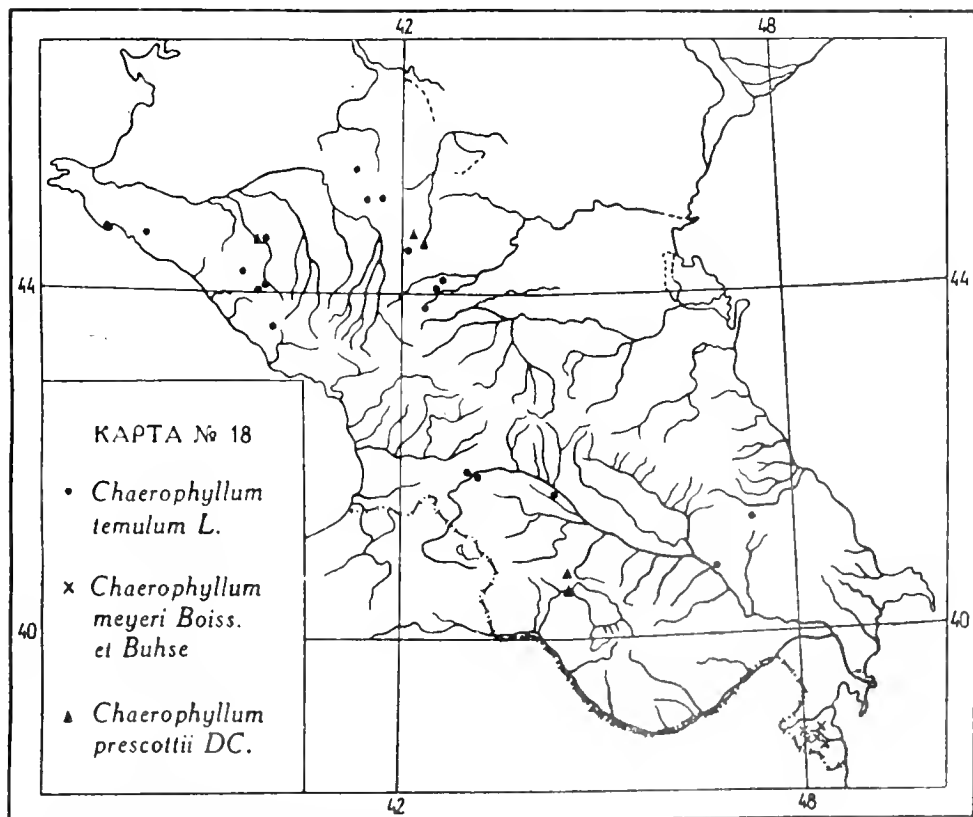 42
48
44
44
КАРТА № 18
Chaerophyllum
temulum L.
Chaerophyllum
meyeri Boiss.
et Buhse
Chaerophyllum
prescottii DC.
40
40
42
48